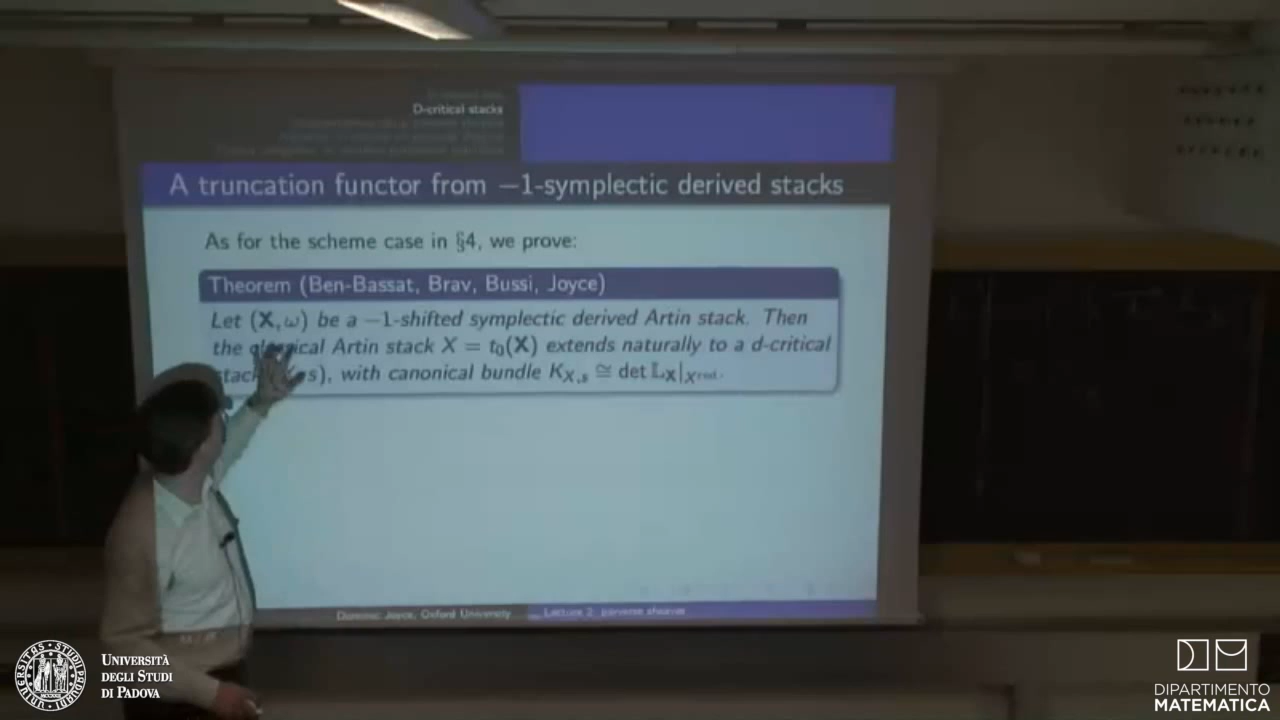 D-critical stacks
A truncation functor from −1-symplectic derived stacks
As for the scheme case in §4, we prove:
Theorem (Ben-Bassat, Brav, Bussi, Joyce)
Let (X, ω) be a −1-shifted symplectic derived Artin stack. Then
the classical Artin stack X = t₀(X) extends naturally to a d-critical
s), with canonical bundle K_{X,s} ≅ det 𝕃_X|_{X^{red}}.
Dominic Joyce, Oxford University
Lecture 2: perverse sheaves
UNIVERSITÀ
DEGLI STUDI
DI PADOVA
DIPARTIMENTO
MATEMATICA